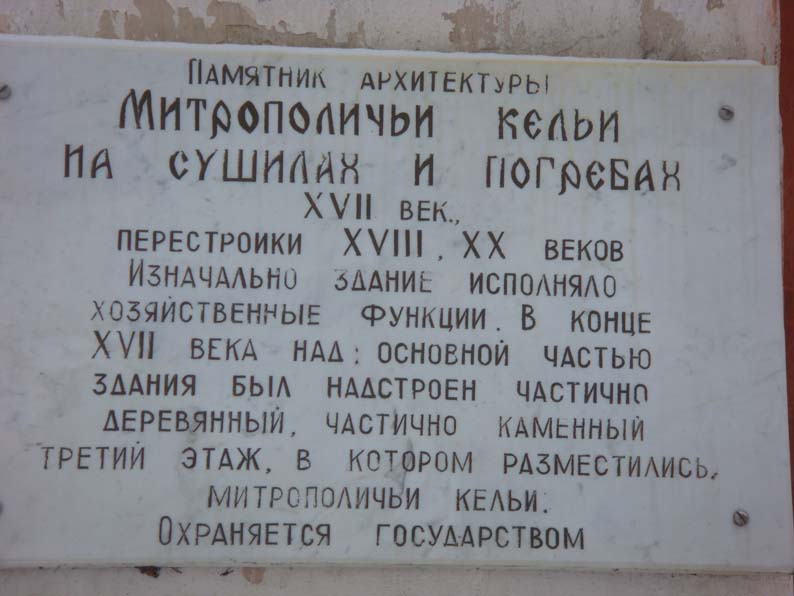 Памятник архитектуры
Митрополичьи кельи
на сушилах и погребах
XVII век.,
перестройки XVIII, XX веков
Изначально здание исполняло
хозяйственные функции. В конце
XVII века над: основной частью
здания был надстроен частично
деревянный, частично каменный
третий этаж, в котором разместились,
митрополичьи кельи.
Охраняется государством